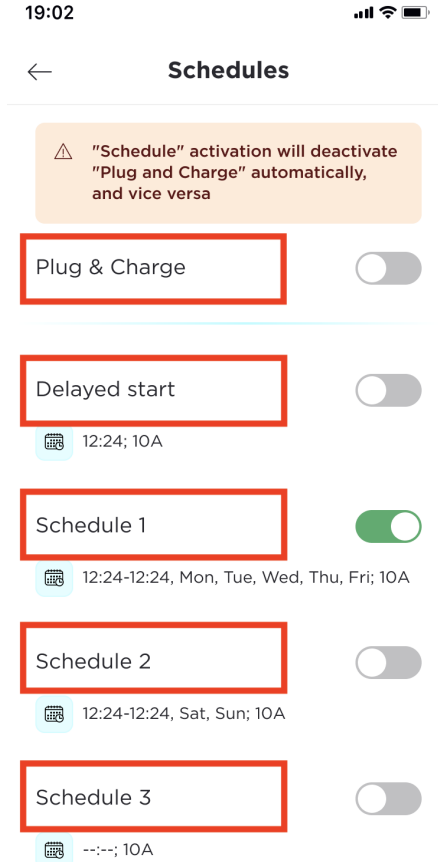 19:02
Schedules
"Schedule" activation will deactivate
"Plug and Charge" automatically,
and vice versa
Plug & Charge
Delayed start
12:24; 10A
Schedule 1
12:24-12:24, Mon, Tue, Wed, Thu, Fri; 10A
Schedule 2
12:24-12:24, Sat, Sun; 10A
Schedule 3
--:--; 10A